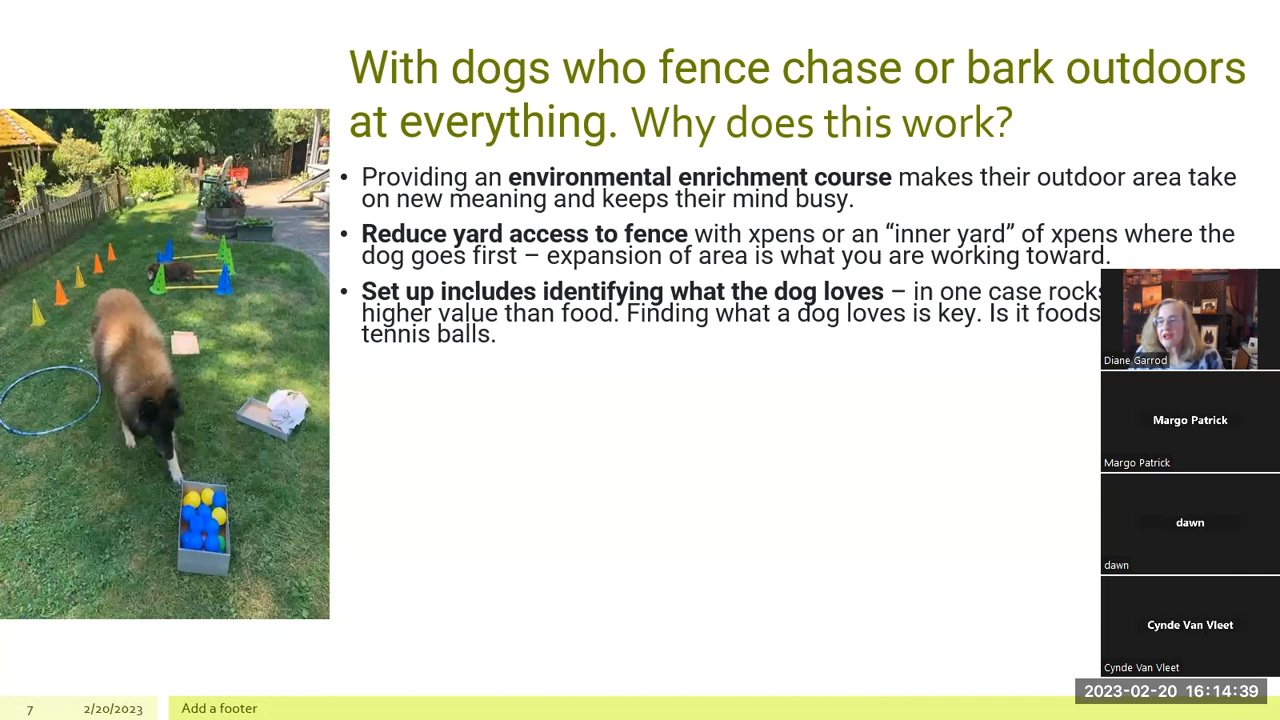 With dogs who fence chase or bark outdoors
at everything. Why does this work?
• Providing an environmental enrichment course makes their outdoor area take
on new meaning and keeps their mind busy.
• Reduce yard access to fence with xpens or an “inner yard” of xpens where the
dog goes first – expansion of area is what you are working toward.
• Set up includes identifying what the dog loves – in one case rocks
higher value than food. Finding what a dog loves is key. Is it foods
tennis balls.
Diane Garrod
Margo Patrick
Margo Patrick
dawn
dawn
Cynde Van Vleet
Cynde Van Vleet
2023-02-20 16:14:39
7 2/20/2023 Add a footer